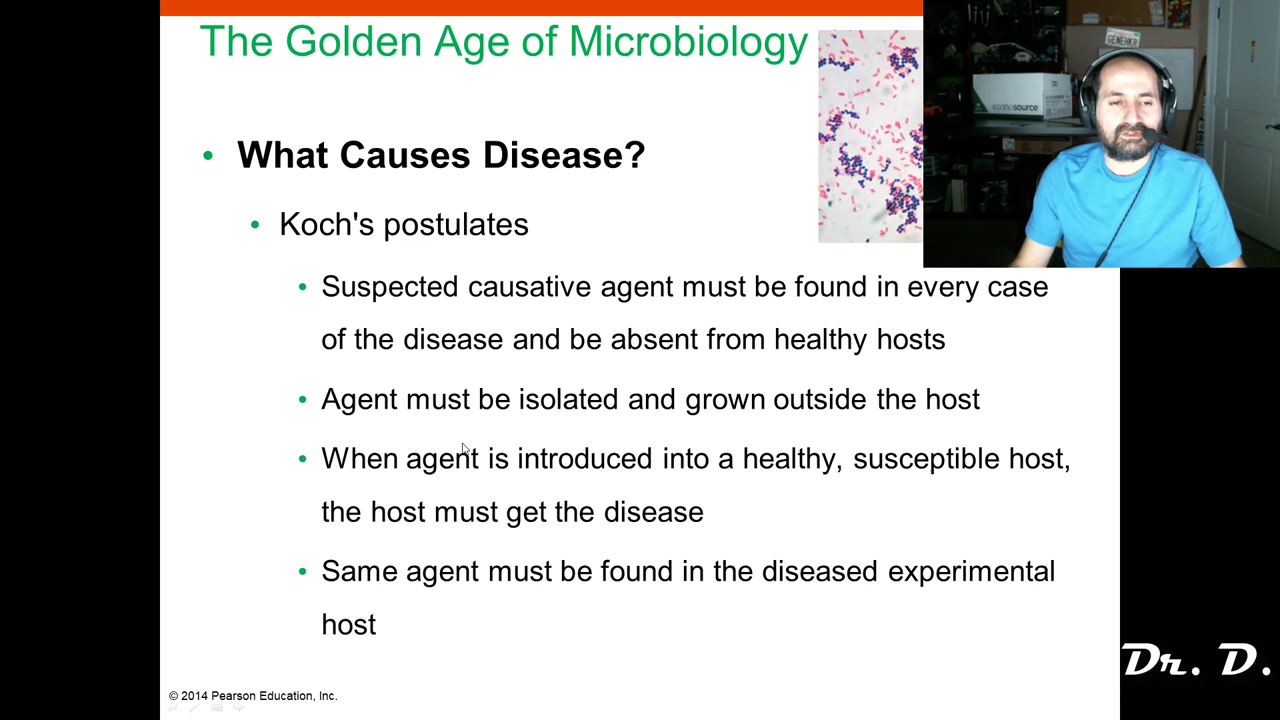 The Golden Age of Microbiology
GENEHKR
econosource
What Causes Disease?
Koch's postulates
Suspected causative agent must be found in every case
of the disease and be absent from healthy hosts
Agent must be isolated and grown outside the host
When agent is introduced into a healthy, susceptible host,
the host must get the disease
Same agent must be found in the diseased experimental
host
Dr. D.
© 2014 Pearson Education, Inc.